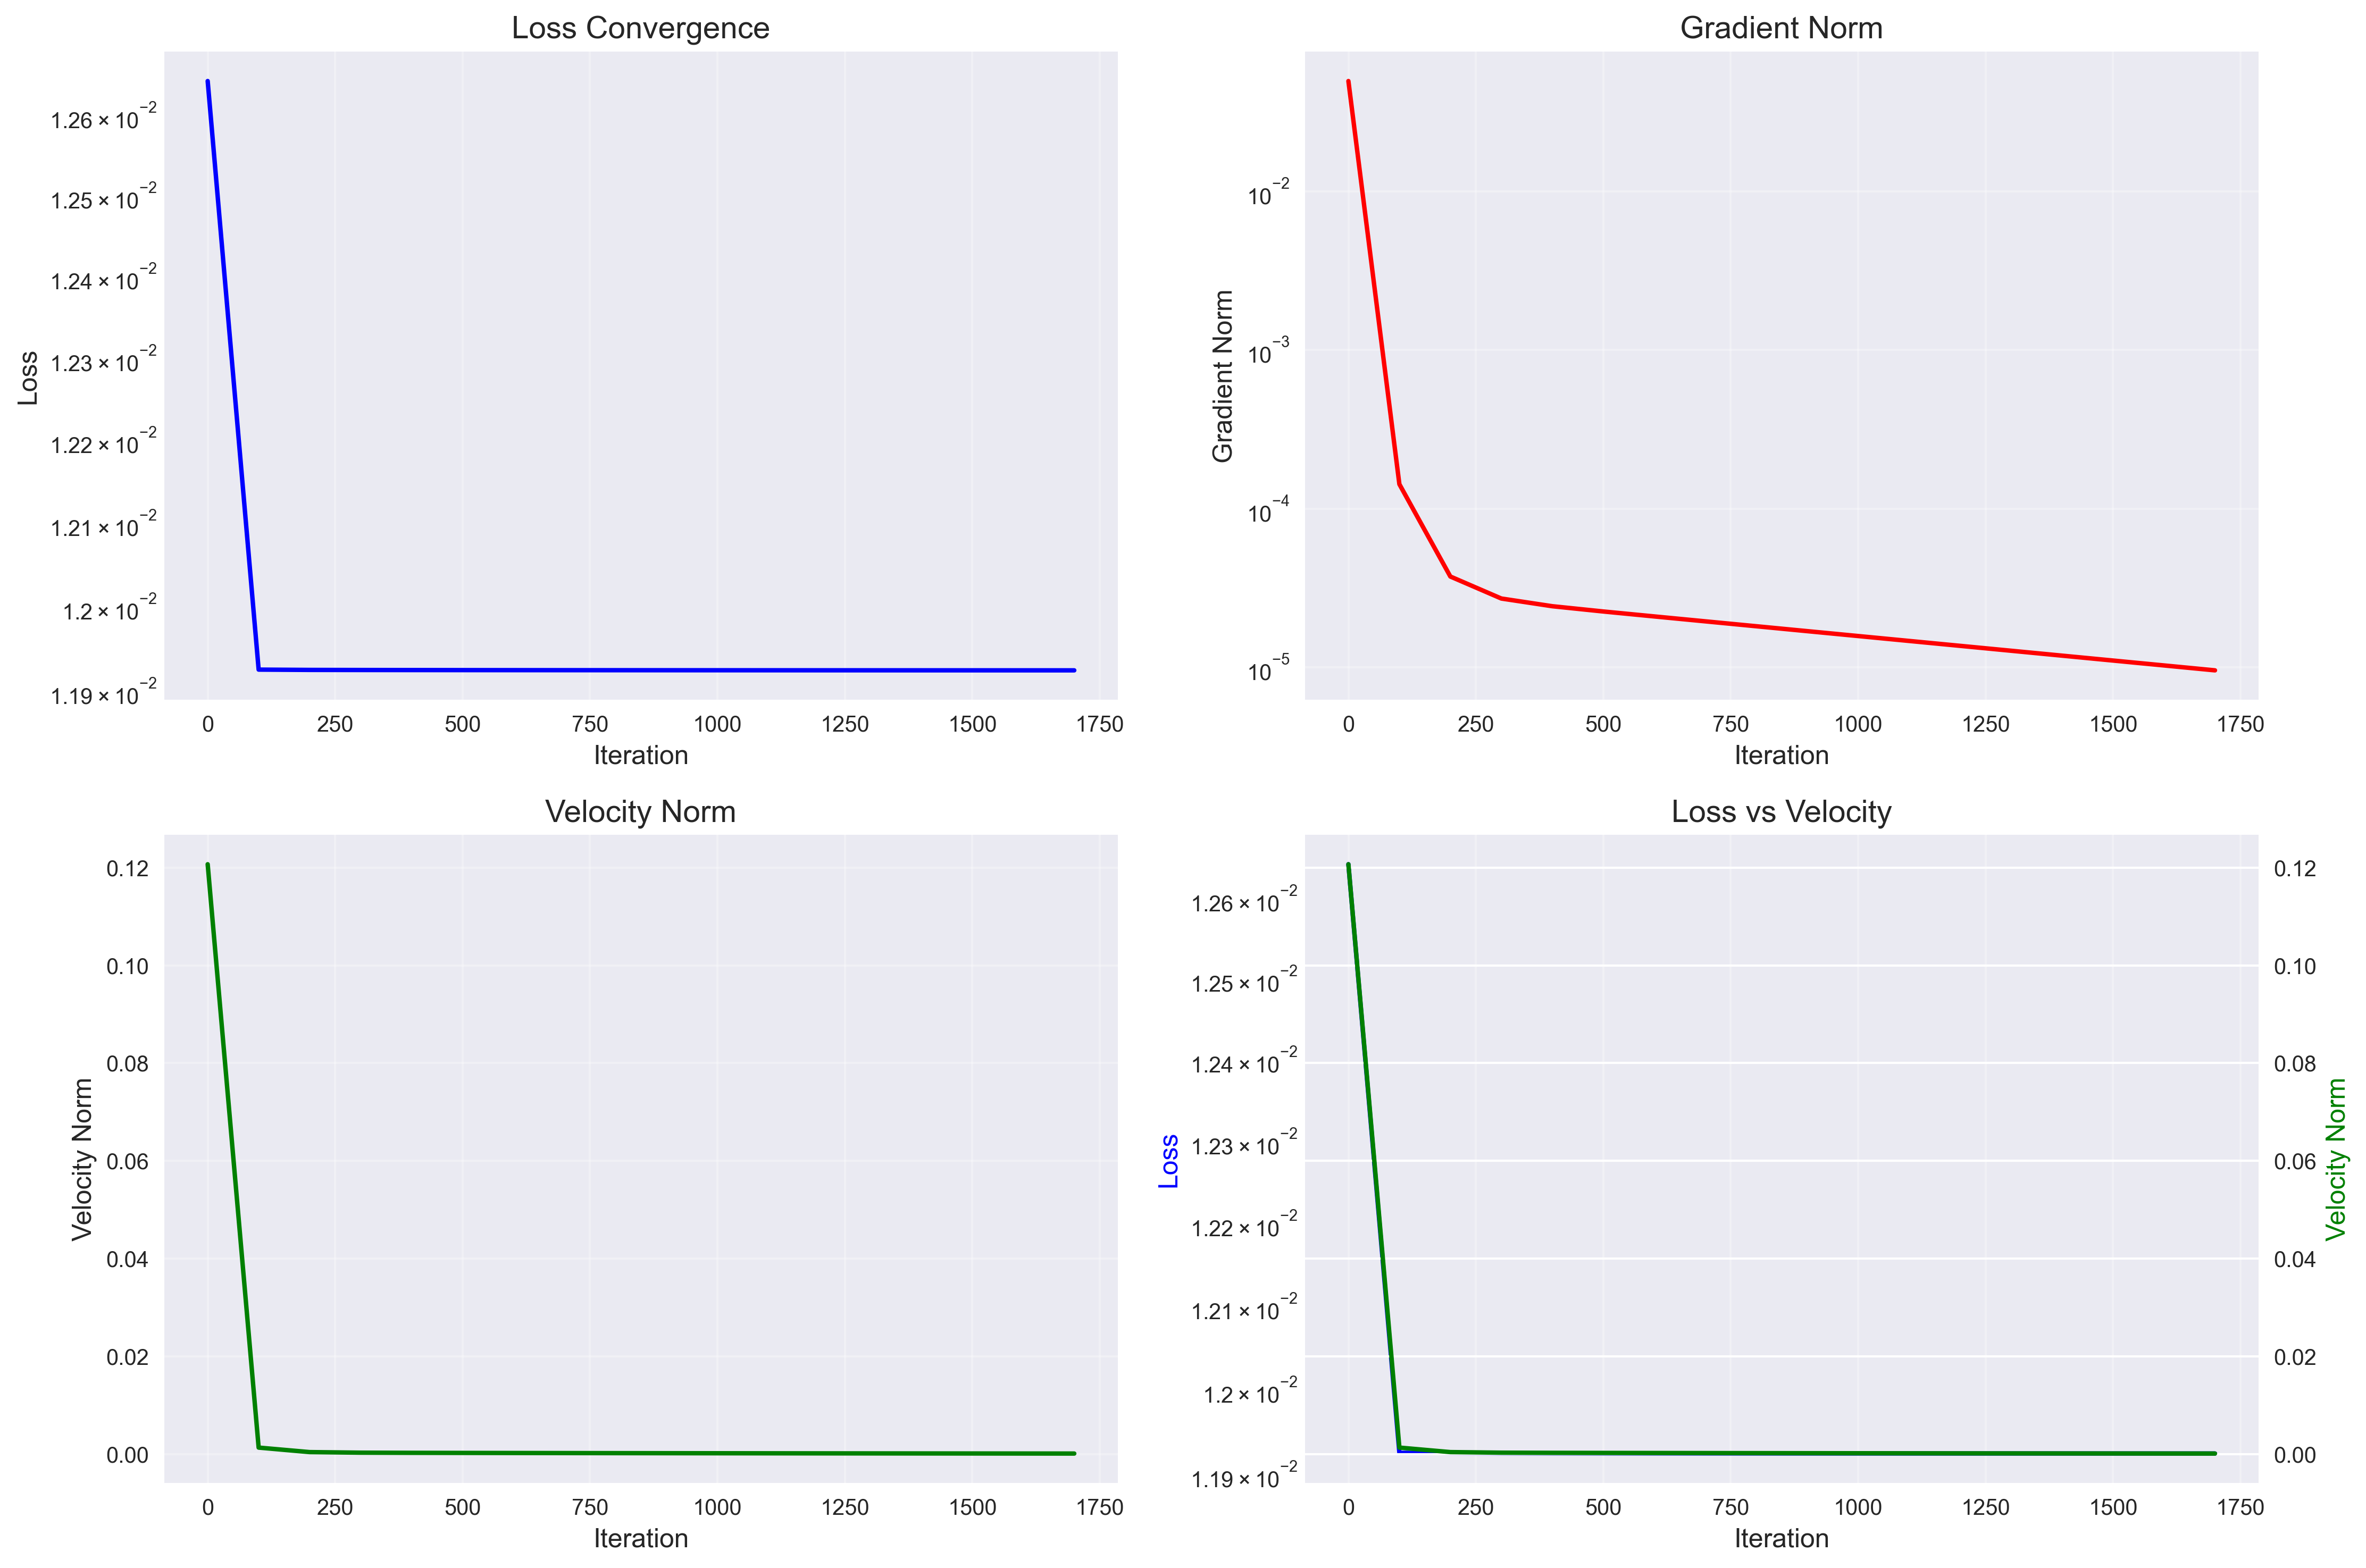 Loss Convergence
1.26 × 10⁻²
1.25 × 10⁻²
1.24 × 10⁻²
1.23 × 10⁻²
1.22 × 10⁻²
1.21 × 10⁻²
1.2 × 10⁻²
1.19 × 10⁻²
Loss
0 250 500 750 1000 1250 1500 1750
Iteration
Gradient Norm
10⁻²
10⁻³
10⁻⁴
10⁻⁵
Gradient Norm
0 250 500 750 1000 1250 1500 1750
Iteration
Velocity Norm
0.12
0.10
0.08
0.06
0.04
0.02
0.00
Velocity Norm
0 250 500 750 1000 1250 1500 1750
Iteration
Loss vs Velocity
1.26 × 10⁻²
1.25 × 10⁻²
1.24 × 10⁻²
1.23 × 10⁻²
1.22 × 10⁻²
1.21 × 10⁻²
1.2 × 10⁻²
1.19 × 10⁻²
Loss
0.12
0.10
0.08
0.06
0.04
0.02
0.00
Velocity Norm
0 250 500 750 1000 1250 1500 1750
Iteration